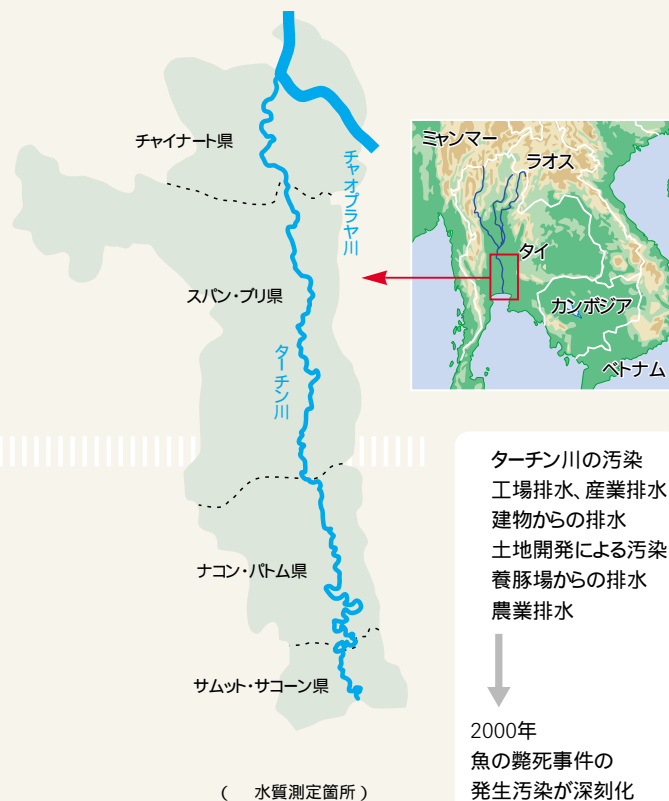 チャイナート県
チャオプラヤ川
スパン・ブリ県
ターチン川
ナコン・パトム県
サムット・サコーン県
( 水質測定箇所 )
ミャンマー
ラオス
タイ
カンボジア
ベトナム
ターチン川の汚染
工場排水、産業排水
建物からの排水
土地開発による汚染
養豚場からの排水
農業排水
2000年
魚の斃死事件の
発生汚染が深刻化